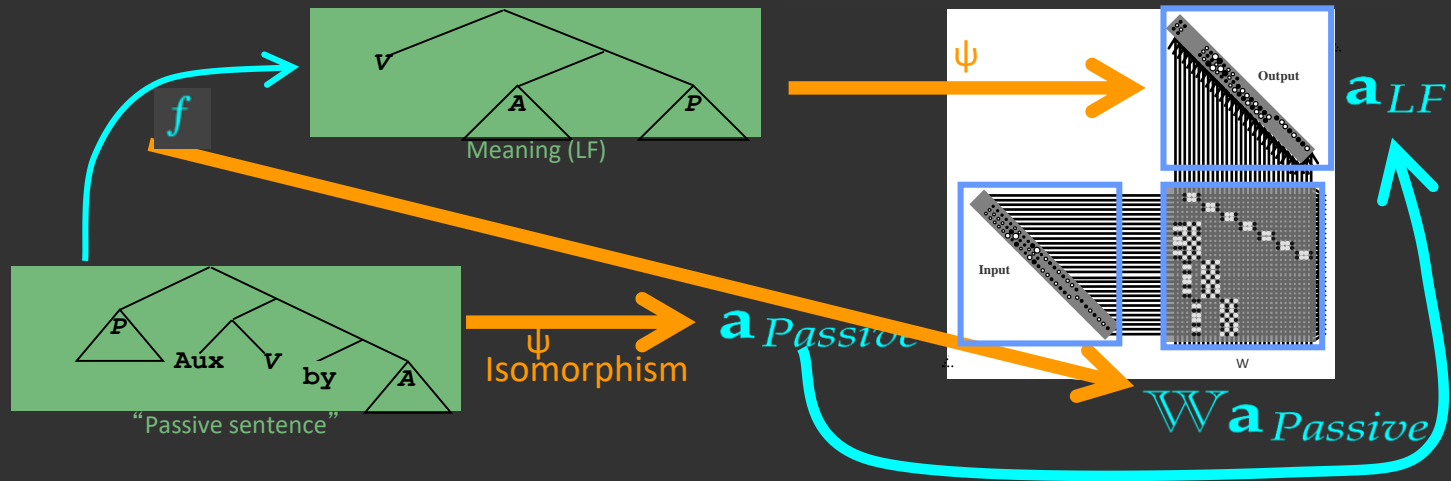 V
A
P
Meaning (LF)
f
ψ
Output
a LF
P
Aux
V
by
A
“Passive sentence”
ψ
Isomorphism
a Passive
Input
W
𝕎 a Passive